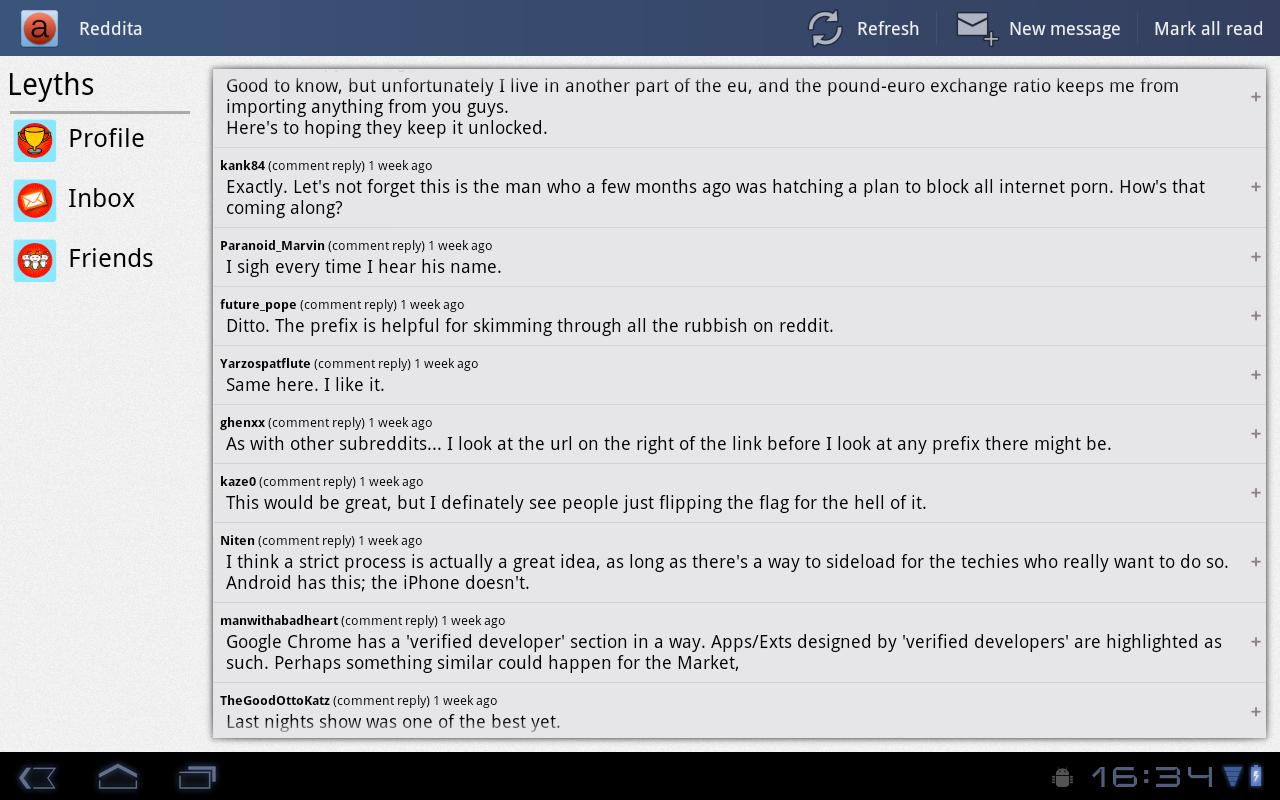 a
Reddita
Refresh
New message
Mark all read
Leyths
Profile
Inbox
Friends
Good to know, but unfortunately I live in another part of the eu, and the pound-euro exchange ratio keeps me from
importing anything from you guys.
Here's to hoping they keep it unlocked.
kank84 (comment reply) 1 week ago
Exactly. Let's not forget this is the man who a few months ago was hatching a plan to block all internet porn. How's that
coming along?
Paranoid_Marvin (comment reply) 1 week ago
I sigh every time I hear his name.
future_pope (comment reply) 1 week ago
Ditto. The prefix is helpful for skimming through all the rubbish on reddit.
Yarzospatflute (comment reply) 1 week ago
Same here. I like it.
ghenxx (comment reply) 1 week ago
As with other subreddits... I look at the url on the right of the link before I look at any prefix there might be.
kaze0 (comment reply) 1 week ago
This would be great, but I definately see people just flipping the flag for the hell of it.
Niten (comment reply) 1 week ago
I think a strict process is actually a great idea, as long as there's a way to sideload for the techies who really want to do so.
Android has this; the iPhone doesn't.
manwithabadheart (comment reply) 1 week ago
Google Chrome has a 'verified developer' section in a way. Apps/Exts designed by 'verified developers' are highlighted as
such. Perhaps something similar could happen for the Market,
TheGoodOttoKatz (comment reply) 1 week ago
Last nights show was one of the best yet.
16:34